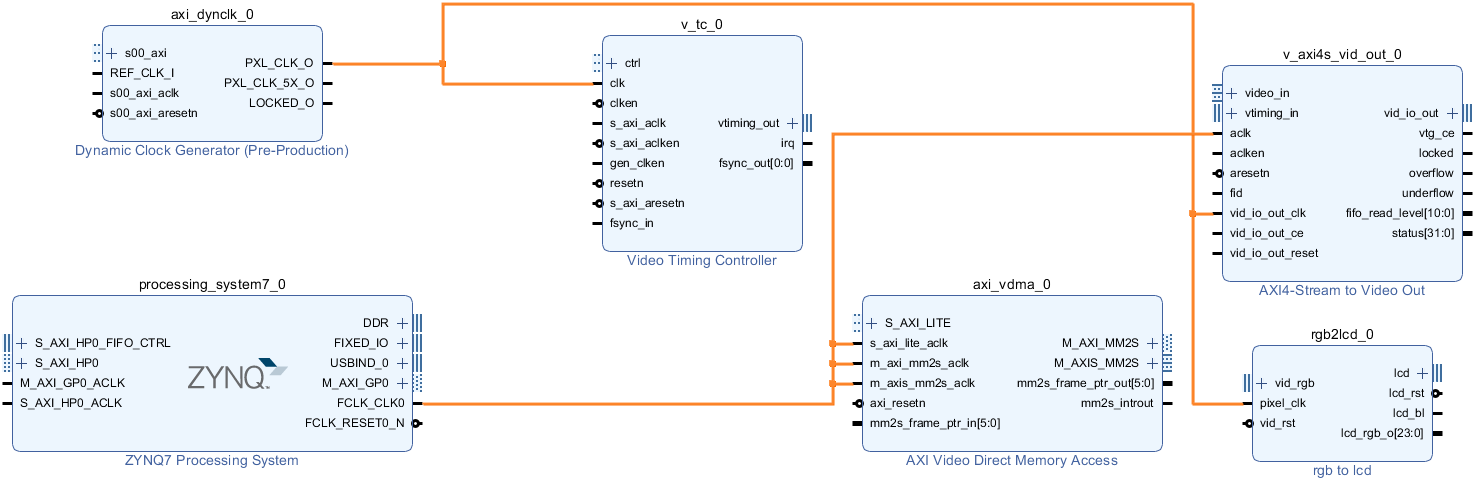 axi_dynclk_0
s00_axi
REF_CLK_I
s00_axi_aclk
s00_axi_aresetn
PXL_CLK_O
PXL_CLK_5X_O
LOCKED_O
Dynamic Clock Generator (Pre-Production)
v_tc_0
ctrl
clk
clken
s_axi_aclk
s_axi_aclken
gen_clken
resetn
s_axi_aresetn
fsync_in
vtiming_out
irq
fsync_out[0:0]
Video Timing Controller
v_axi4s_vid_out_0
video_in
vtiming_in
aclk
aclken
aresetn
fid
vid_io_out_clk
vid_io_out_ce
vid_io_out_reset
vid_io_out
vtg_ce
locked
overflow
underflow
fifo_read_level[10:0]
status[31:0]
AXI4-Stream to Video Out
processing_system7_0
S_AXI_HP0_FIFO_CTRL
S_AXI_HP0
M_AXI_GP0_ACLK
S_AXI_HP0_ACLK
ZYNQ
DDR
FIXED_IO
USBIND_0
M_AXI_GP0
FCLK_CLK0
FCLK_RESET0_N
ZYNQ7 Processing System
axi_vdma_0
S_AXI_LITE
s_axi_lite_aclk
m_axi_mm2s_aclk
m_axis_mm2s_aclk
axi_resetn
mm2s_frame_ptr_in[5:0]
M_AXI_MM2S
M_AXIS_MM2S
mm2s_frame_ptr_out[5:0]
mm2s_introut
AXI Video Direct Memory Access
rgb2lcd_0
vid_rgb
pixel_clk
vid_rst
lcd
lcd_rst
lcd_bl
lcd_rgb_o[23:0]
rgb to lcd